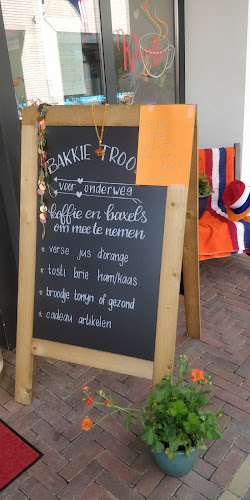 BAKKIE TROOST
voor onderweg
koffie en baxels
om mee te nemen
* verse jus d'orange
* tosti brie ham/kaas
* broodje tonijn of gezond
* cadeau artikelen